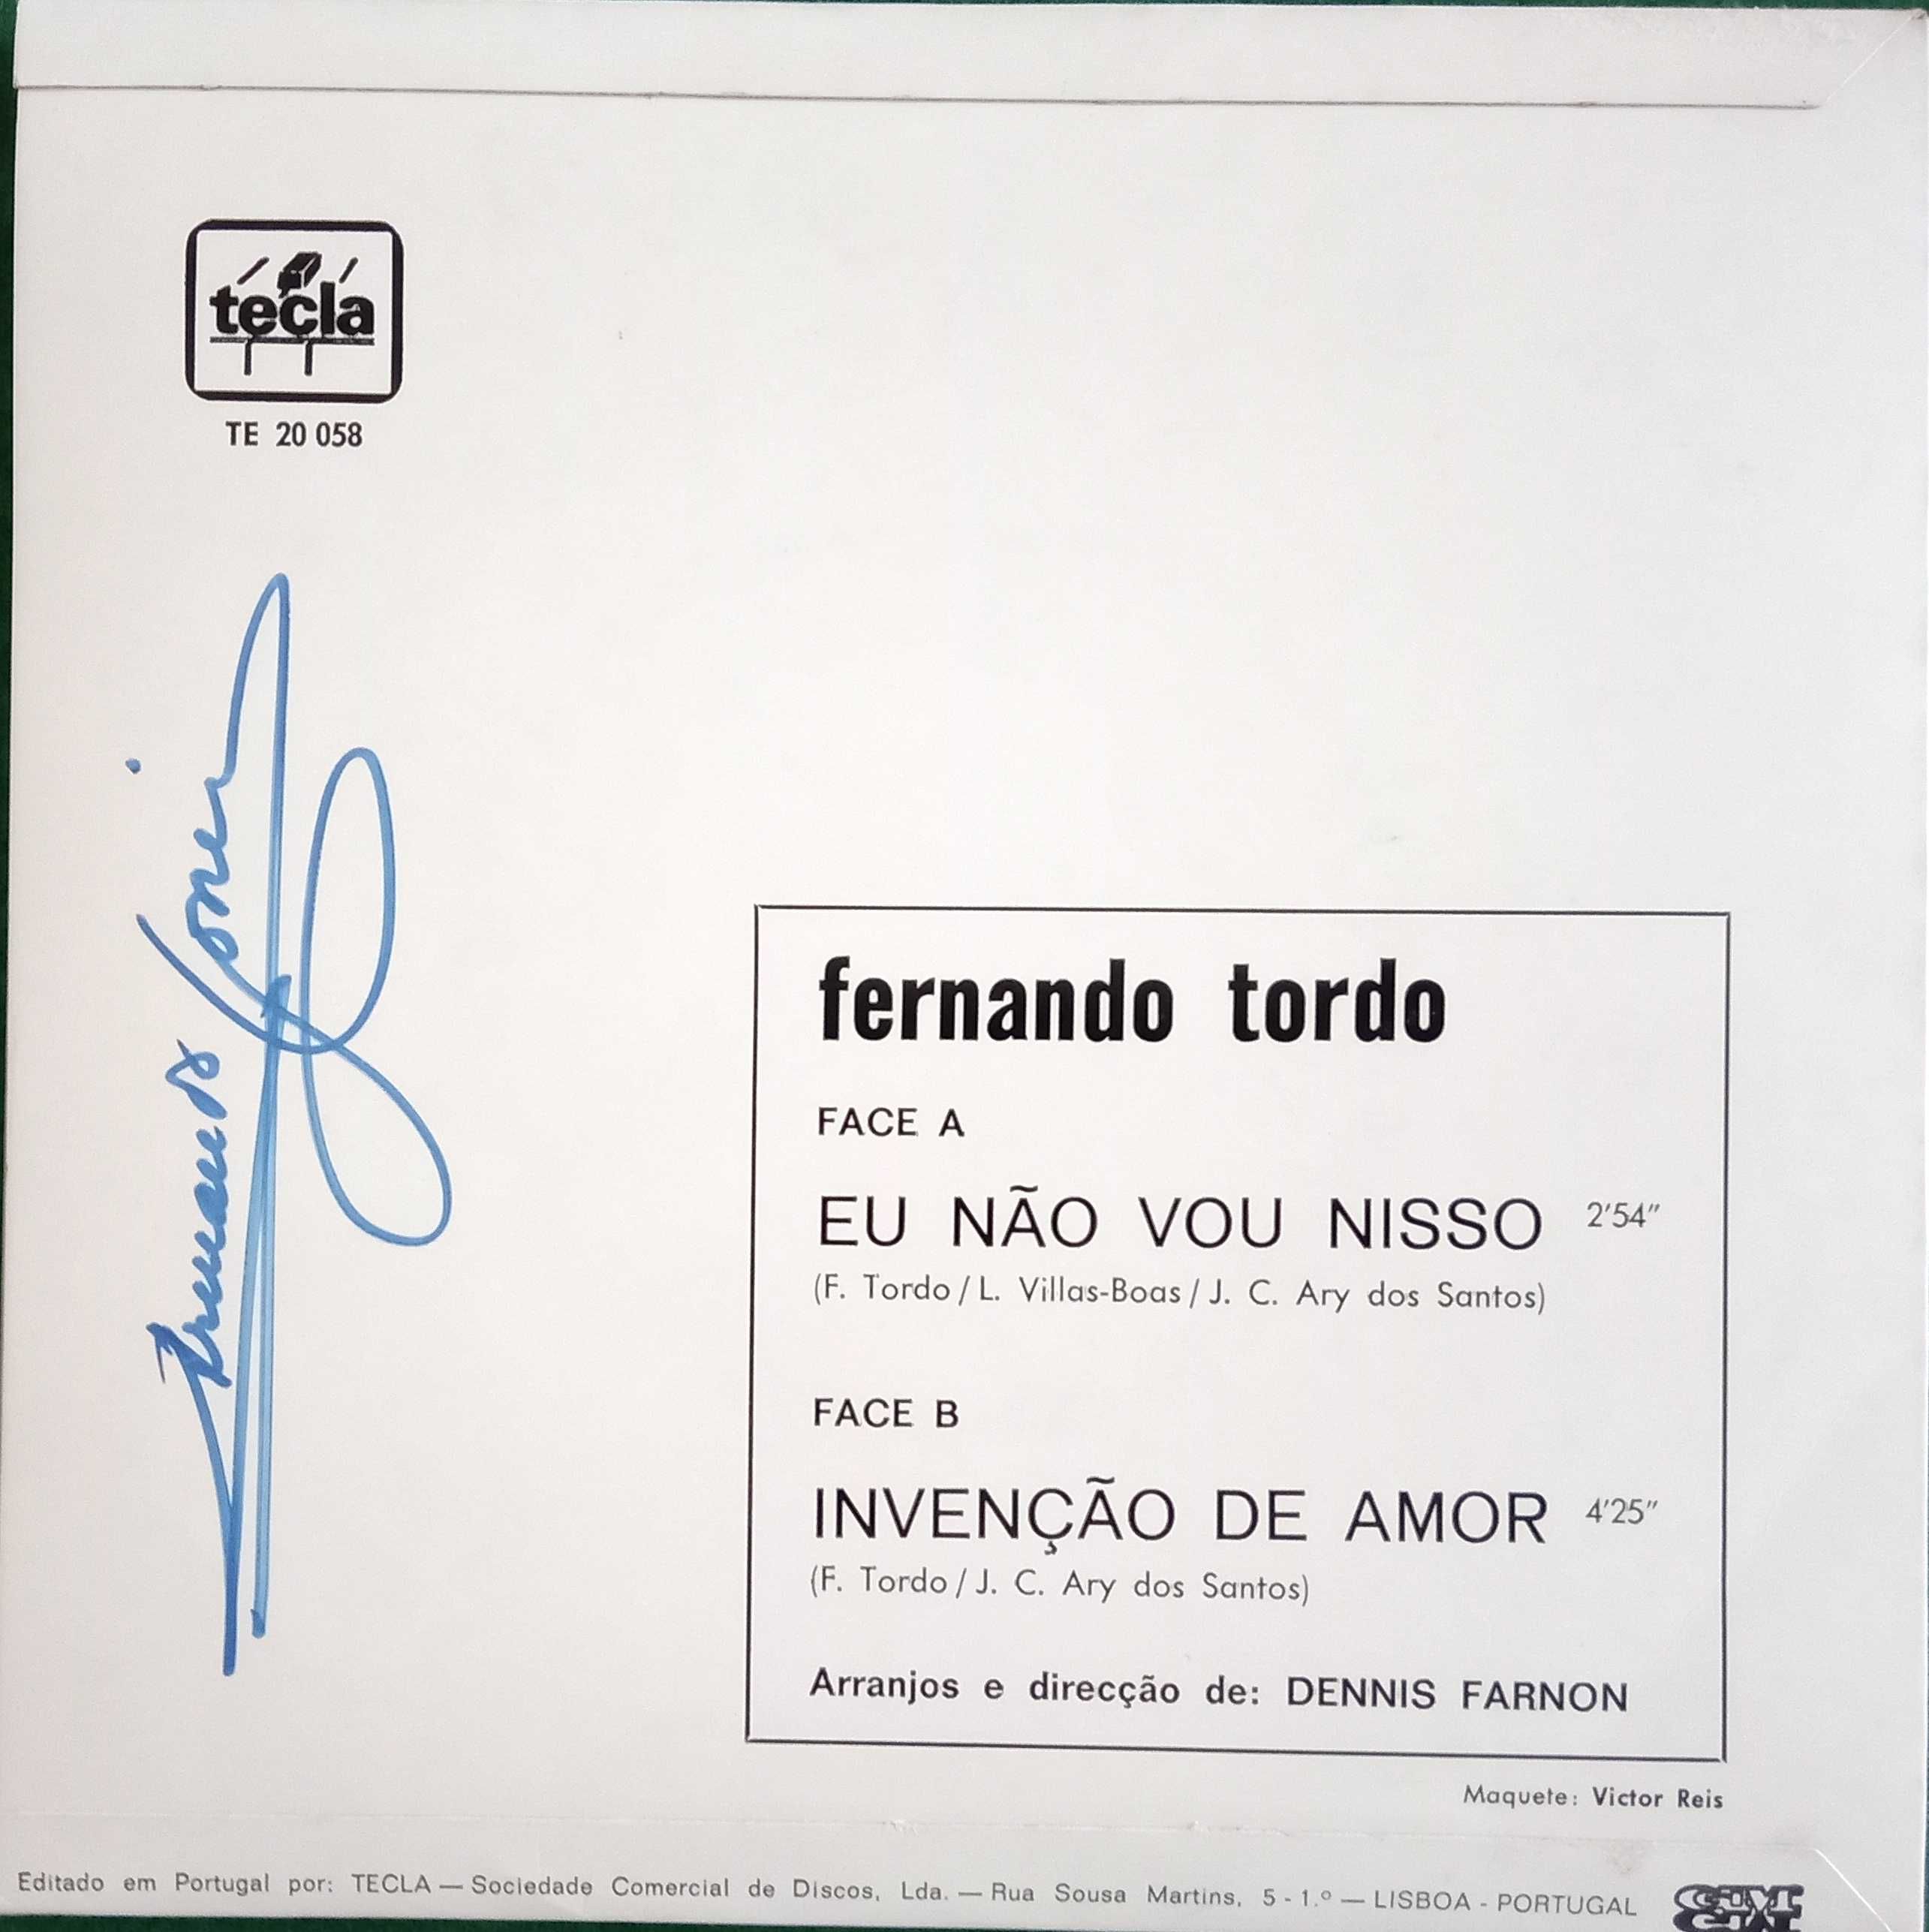 tecla
TE 20 058
fernando tordo
FACE A
EU NÃO VOU NISSO 2'54"
(F. Tordo / L. Villas-Boas / J. C. Ary dos Santos)
FACE B
INVENÇÃO DE AMOR 4'25"
(F. Tordo / J. C. Ary dos Santos)
Arranjos e direcção de: DENNIS FARNON
Maquete: Victor Reis
Editado em Portugal por: TECLA — Sociedade Comercial de Discos, Lda. — Rua Sousa Martins, 5 - 1.º — LISBOA - PORTUGAL